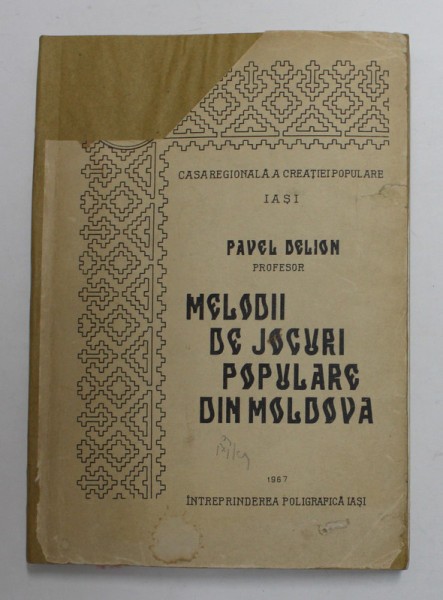 CASA REGIONALĂ A CREAȚIEI POPULARE
IAȘI
PAVEL DELION
PROFESOR
MELODII
DE JOCURI
POPULARE
DIN MOLDOVA
1967
ÎNTREPRINDEREA POLIGRAFICĂ IAȘI